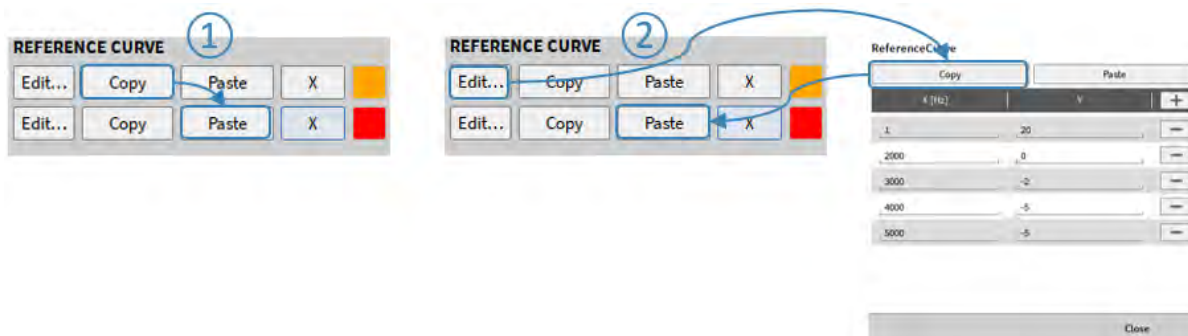 REFERENCE CURVE 1
Edit... Copy Paste X
Edit... Copy Paste X
REFERENCE CURVE 2
Edit... Copy Paste X
Edit... Copy Paste X
ReferenceCurve
Copy Paste
X [Hz] Y +
1 20 −
2000 0 −
3000 -2 −
4000 -5 −
5000 -5 −
Close